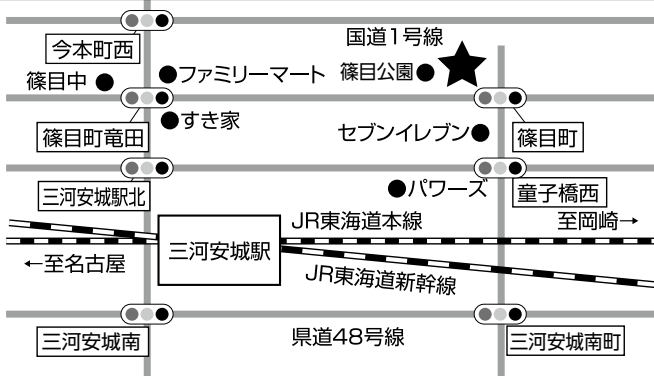 国道1号線
今本町西
篠目中
ファミリーマート
篠目公園
すき家
セブンイレブン
篠目町竜田
篠目町
三河安城駅北
パワーズ
童子橋西
JR東海道本線
至岡崎→
三河安城駅
←至名古屋
JR東海道新幹線
三河安城南
県道48号線
三河安城南町